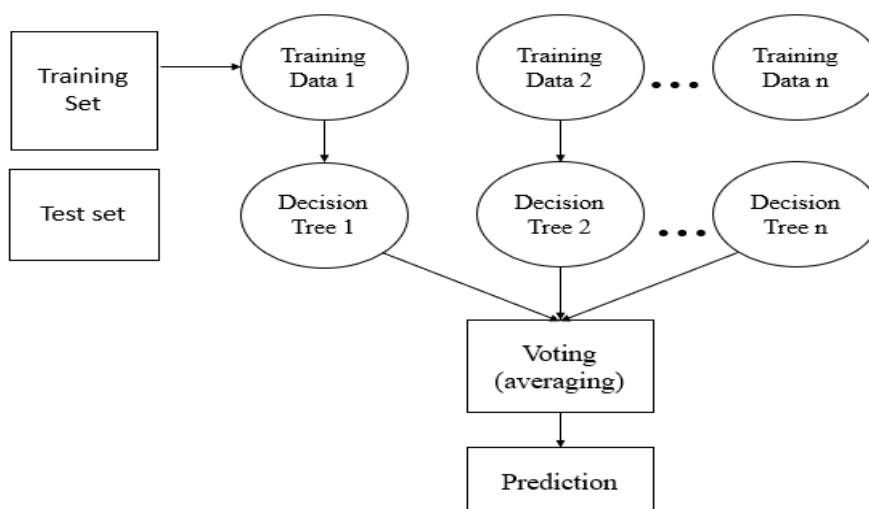 Training
Set
Training
Data 1
Training
Data 2
...
Training
Data n
Test set
Decision
Tree 1
Decision
Tree 2
...
Decision
Tree n
Voting
(averaging)
Prediction